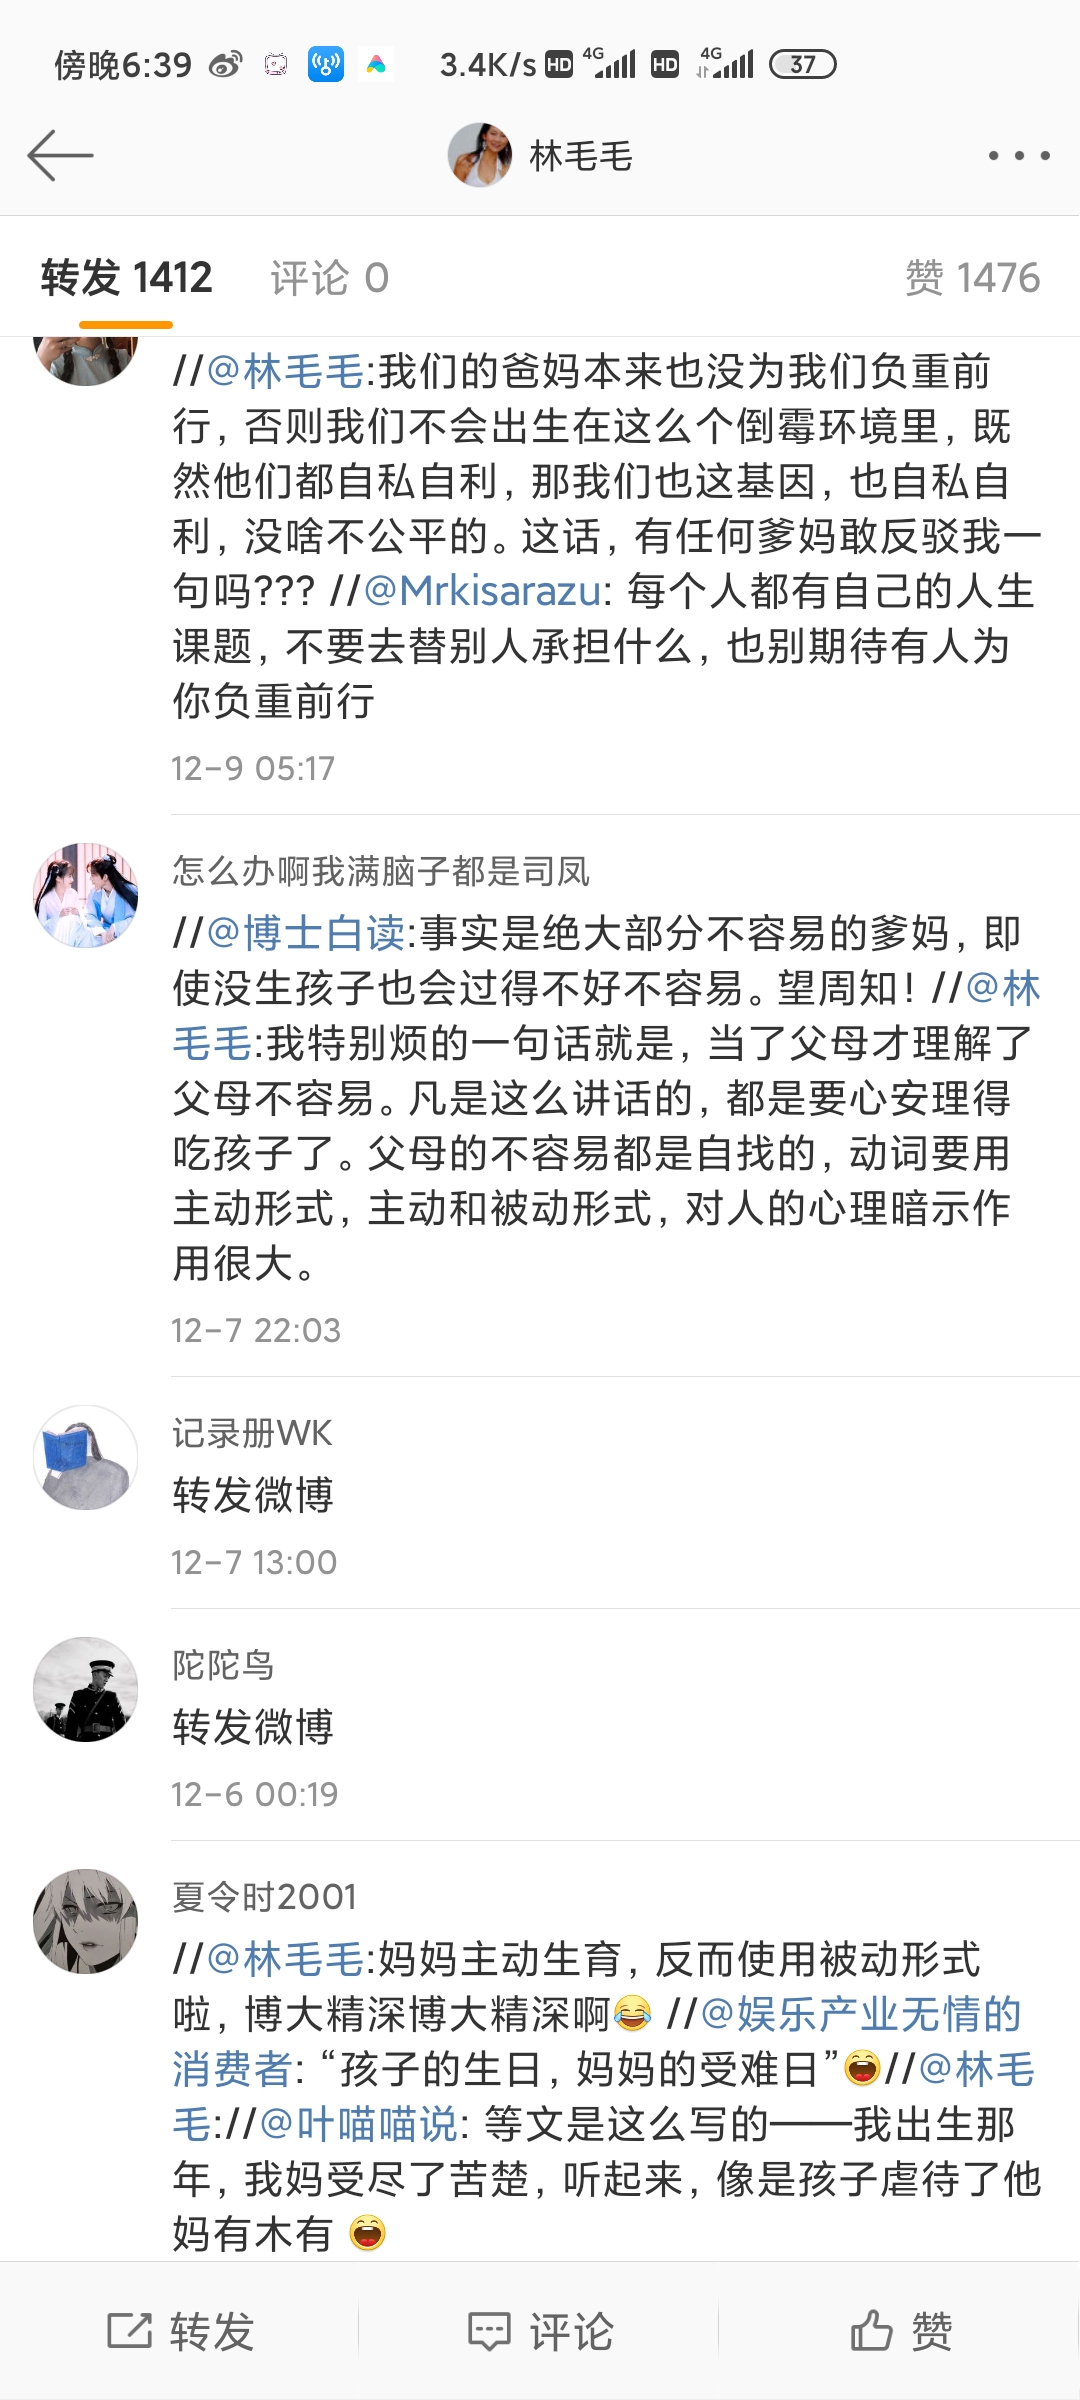 傍晚6:39 3.4K/s HD 4G HD 4G 37
林毛毛
转发 1412 评论 0 赞 1476
//@林毛毛:我们的爸妈本来也没为我们负重前
行，否则我们不会出生在这么个倒霉环境里，既
然他们都自私自利，那我们也这基因，也自私自
利，没啥不公平的。这话，有任何爹妈敢反驳我一
句吗??? //@Mrkisarazu: 每个人都有自己的人生
课题，不要去替别人承担什么，也别期待有人为
你负重前行
12-9 05:17
怎么办啊我满脑子都是司凤
//@博士白读:事实是绝大部分不容易的爹妈，即
使没生孩子也会过得不好不容易。望周知！//@林
毛毛:我特别烦的一句话就是，当了父母才理解了
父母不容易。凡是这么讲话的，都是要心安理得
吃孩子了。父母的不容易都是自找的，动词要用
主动形式，主动和被动形式，对人的心理暗示作
用很大。
12-7 22:03
记录册WK
转发微博
12-7 13:00
陀陀鸟
转发微博
12-6 00:19
夏令时2001
//@林毛毛:妈妈主动生育，反而使用被动形式
啦，博大精深博大精深啊😂 //@娱乐产业无情的
消费者: “孩子的生日，妈妈的受难日”😄//@林毛
毛://@叶喵喵说: 等文是这么写的——我出生那
年，我妈受尽了苦楚，听起来，像是孩子虐待了他
妈有木有 😄
转发 评论 赞